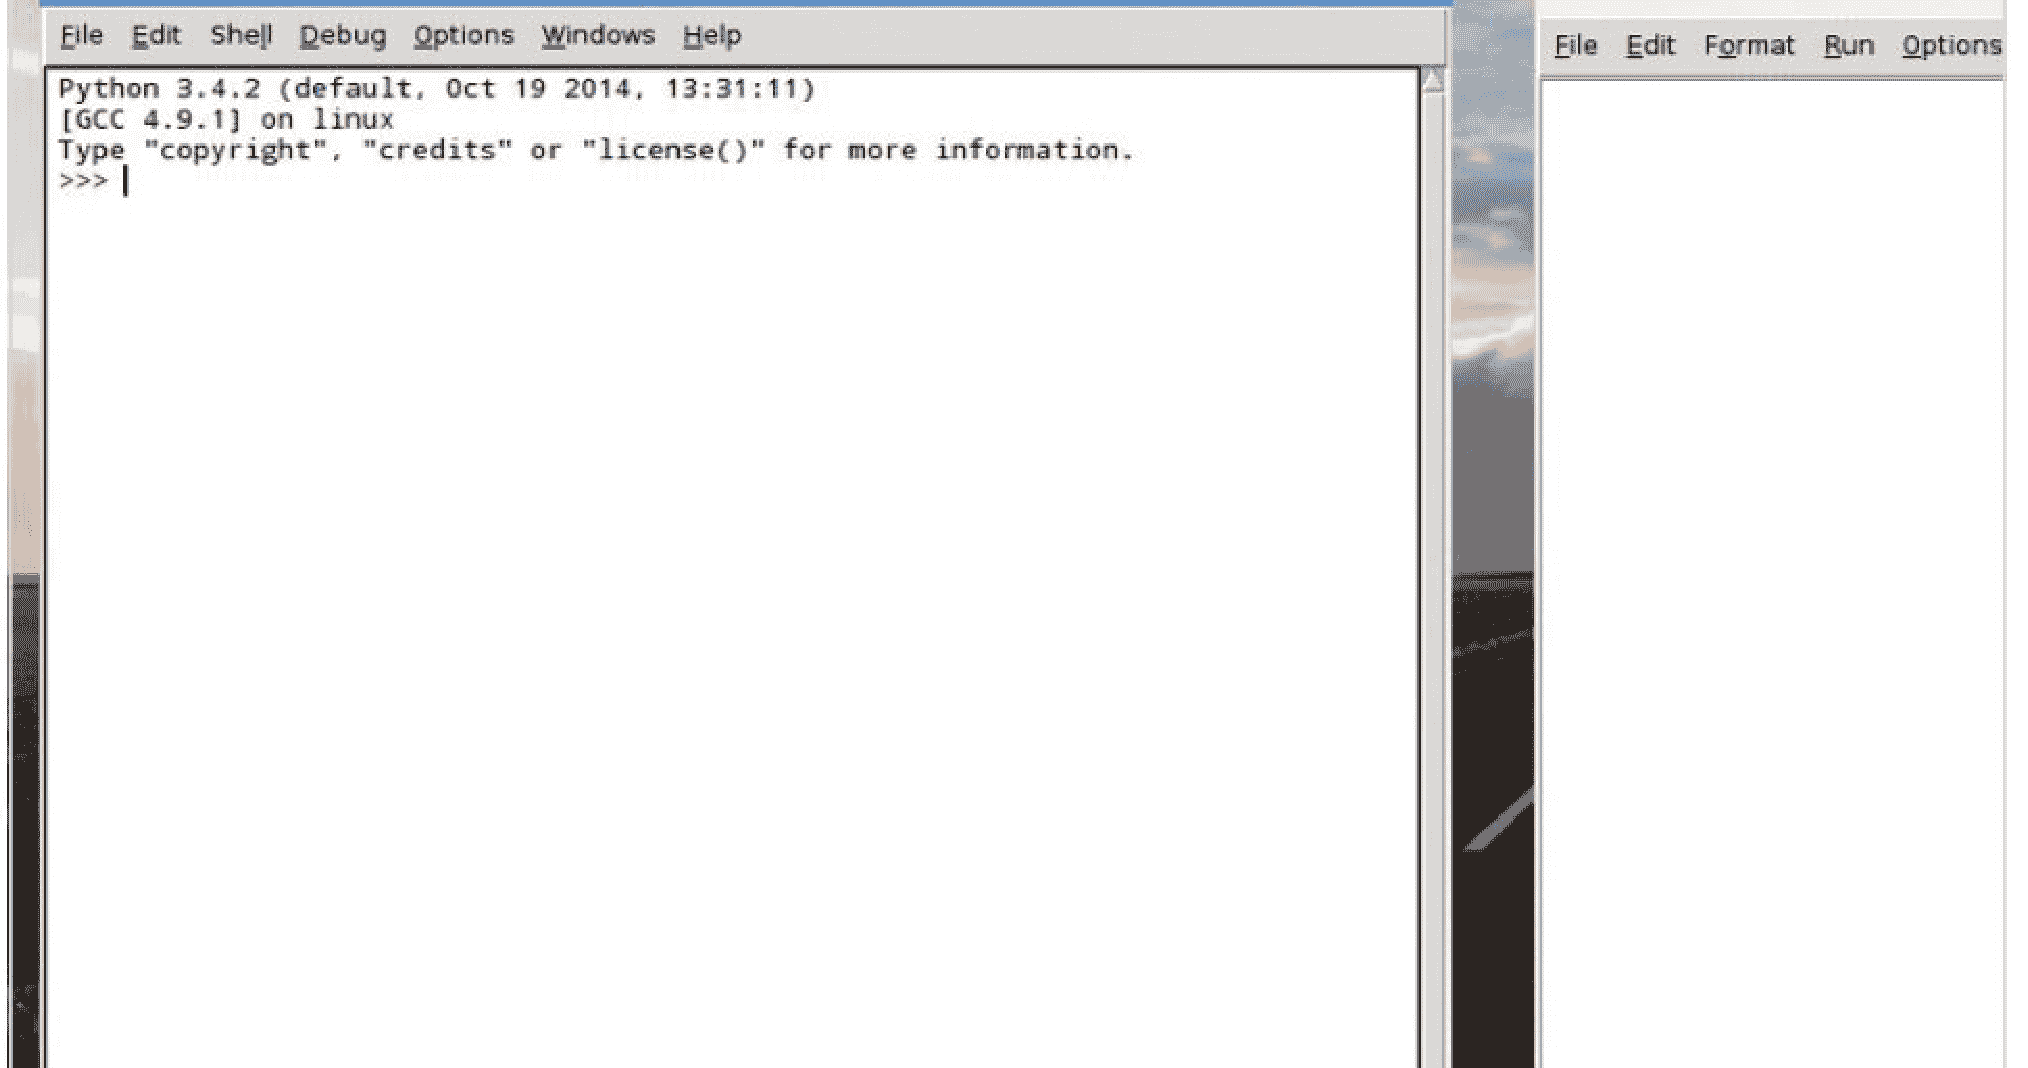 File Edit Shell Debug Options Windows Help
Python 3.4.2 (default, Oct 19 2014, 13:31:11)
[GCC 4.9.1] on linux
Type "copyright", "credits" or "license()" for more information.
>>>
File Edit Format Run Options